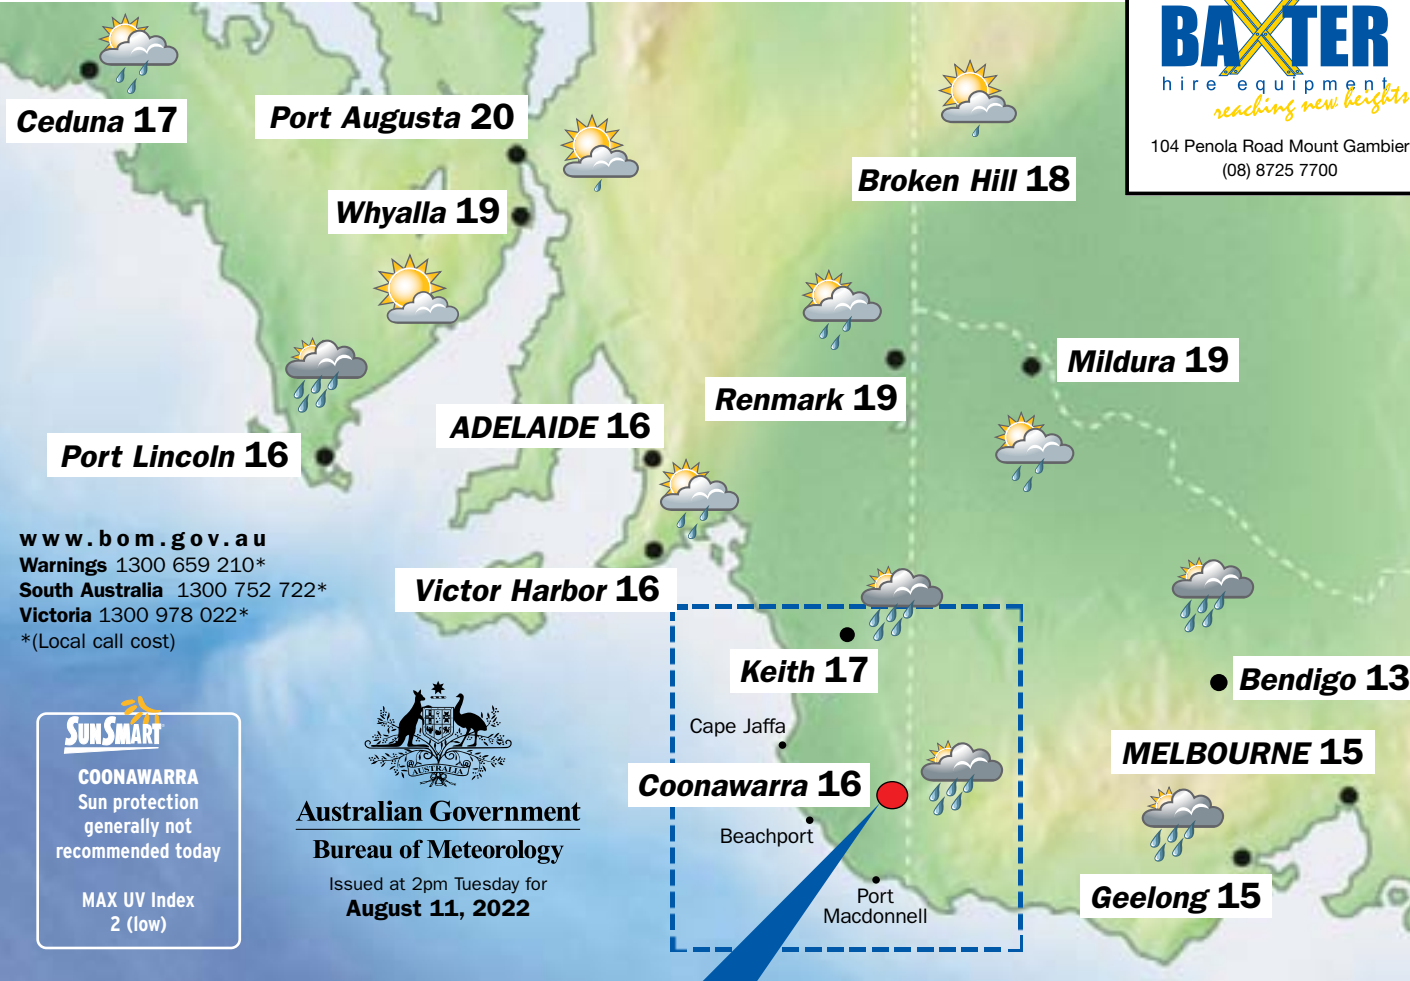 BAXTER
hire equipment
reaching new heights
104 Penola Road Mount Gambier
(08) 8725 7700
Ceduna 17
Port Augusta 20
Broken Hill 18
Whyalla 19
Mildura 19
Renmark 19
ADELAIDE 16
Port Lincoln 16
www.bom.gov.au
Warnings 1300 659 210*
South Australia 1300 752 722*
Victoria 1300 978 022*
*(Local call cost)
Victor Harbor 16
Keith 17
Bendigo 13
Cape Jaffa
MELBOURNE 15
Coonawarra 16
Beachport
Geelong 15
Port
Macdonnell
SUNSMART
COONAWARRA
Sun protection
generally not
recommended today
MAX UV Index
2 (low)
AUSTRALIA
Australian Government
Bureau of Meteorology
Issued at 2pm Tuesday for
August 11, 2022